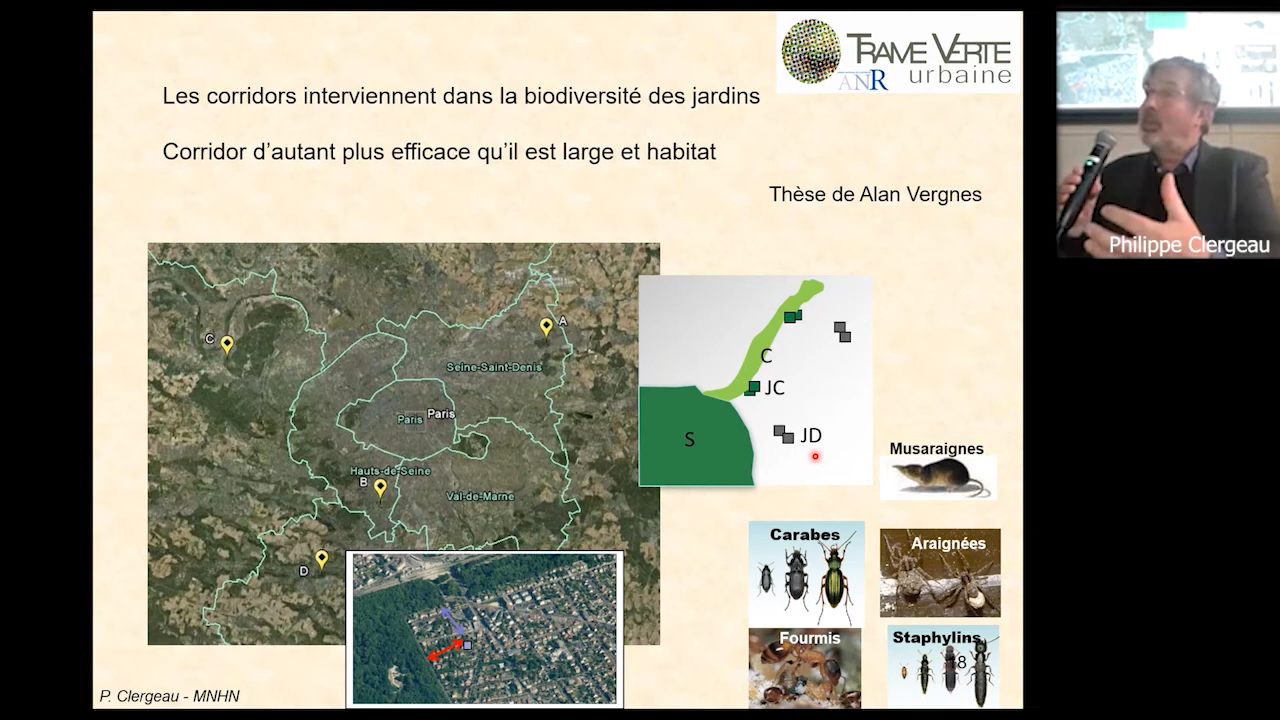 TRAME VERTE
ANR urbaine
Les corridors interviennent dans la biodiversité des jardins
Corridor d'autant plus efficace qu'il est large et habitat
Thèse de Alan Vergnes
Philippe Clergeau
A
C
Seine-Saint-Denis
Paris
Paris
Hauts-de-Seine
B
Val-de-Marne
D
C
JC
S
JD
Musaraignes
Carabes
Araignées
Fourmis
Staphylins
8
P. Clergeau - MNHN